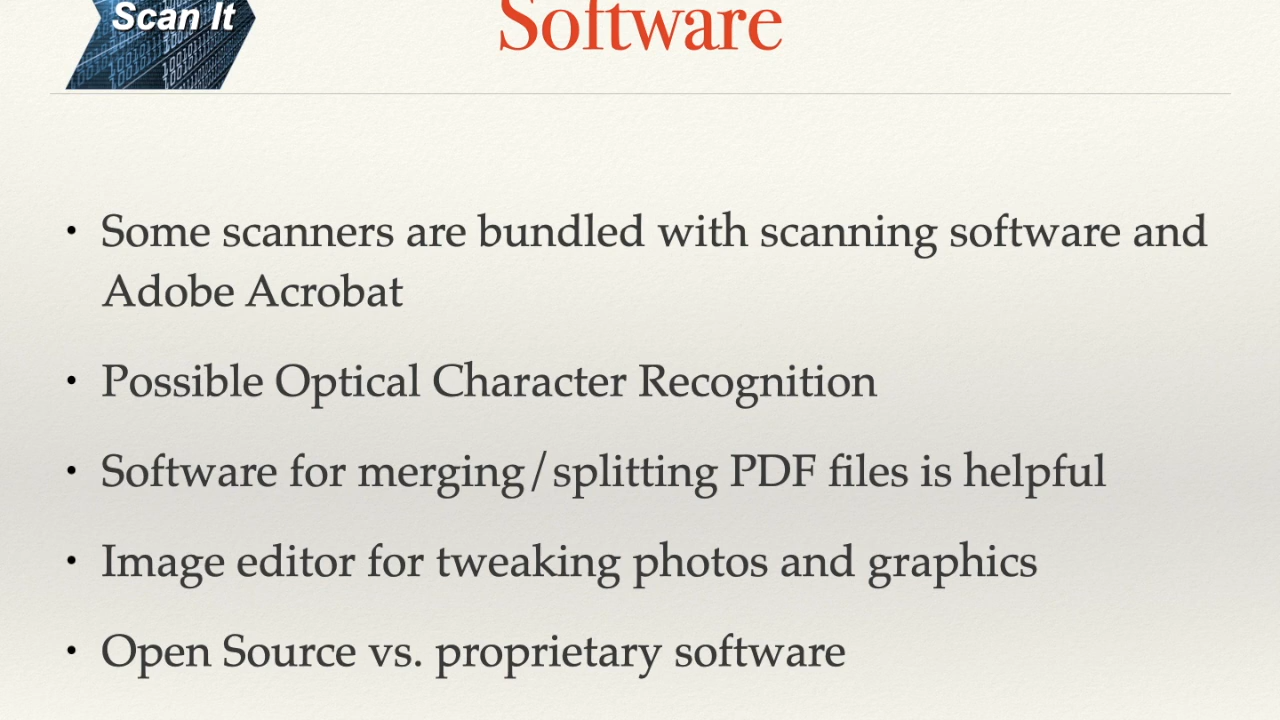 Scan It
Software
• Some scanners are bundled with scanning software and
Adobe Acrobat
• Possible Optical Character Recognition
• Software for merging/splitting PDF files is helpful
• Image editor for tweaking photos and graphics
• Open Source vs. proprietary software